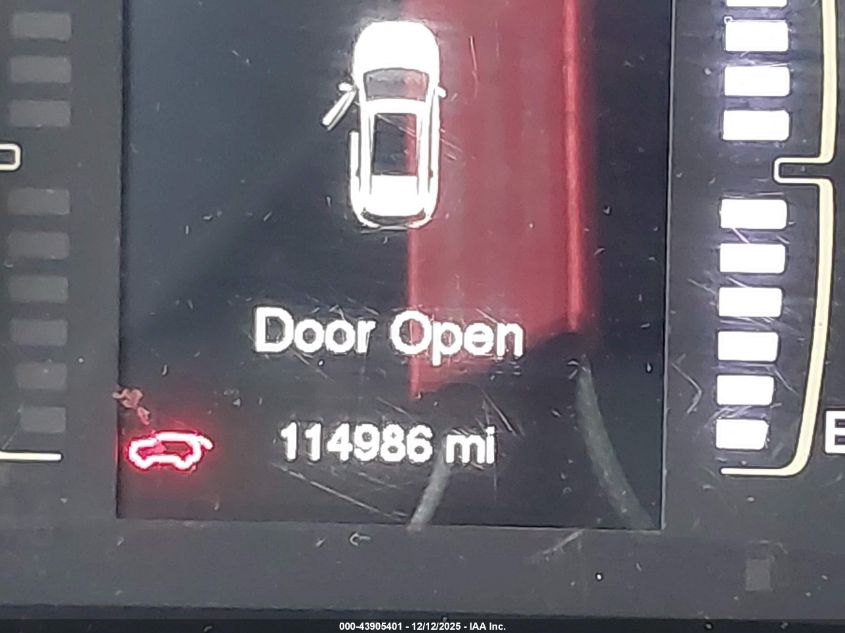 Door Open
114986 mi
E
000-43905401 - 12/12/2025 - IAA Inc.